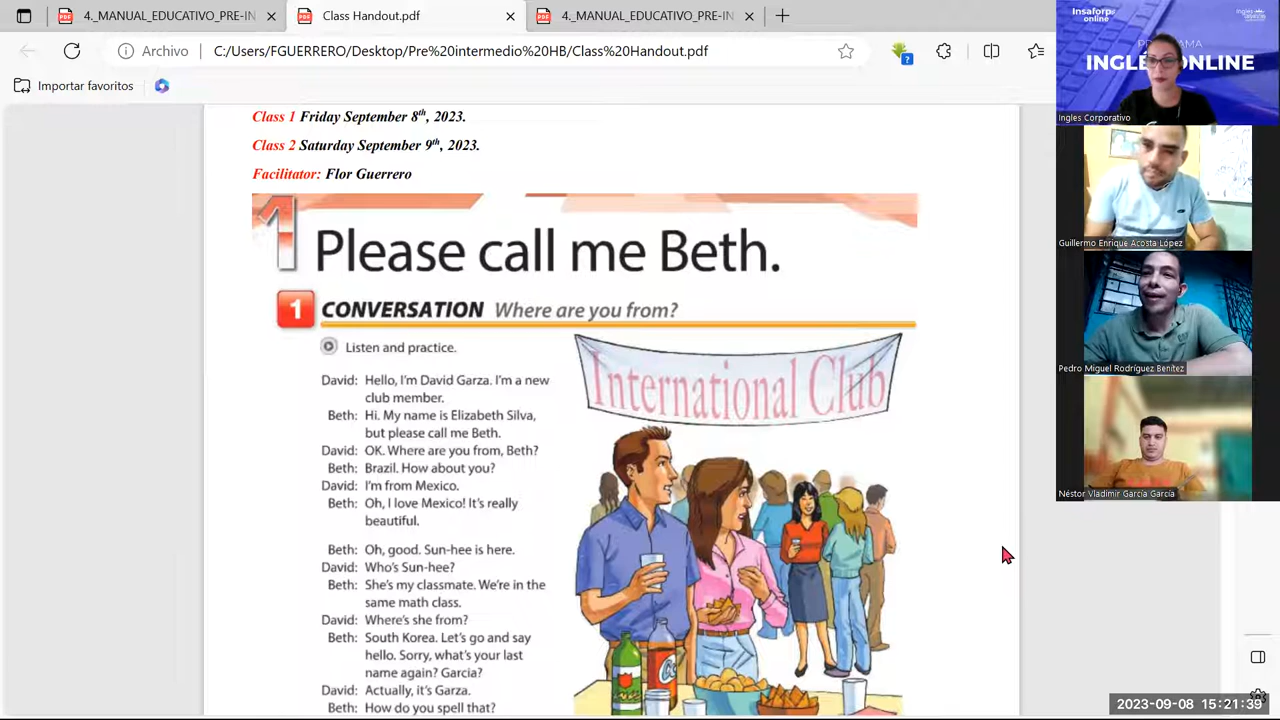 4_MANUAL_EDUCATIVO_PRE-IN
Class Handout.pdf
4_MANUAL_EDUCATIVO_PRE-IN
Archivo
C:/Users/FGUERRERO/Desktop/Pre%20intermedio%20HB/Class%20Handout.pdf
Importar favoritos
Class 1 Friday September 8th, 2023.
Class 2 Saturday September 9th, 2023.
Facilitator: Flor Guerrero
1 Please call me Beth.
1 CONVERSATION Where are you from?
Listen and practice.
David: Hello, I'm David Garza. I'm a new
club member.
Beth: Hi. My name is Elizabeth Silva,
but please call me Beth.
David: OK. Where are you from, Beth?
Beth: Brazil. How about you?
David: I'm from Mexico.
Beth: Oh, I love Mexico! It's really
beautiful.
Beth: Oh, good. Sun-hee is here.
David: Who's Sun-hee?
Beth: She's my classmate. We're in the
same math class.
David: Where's she from?
Beth: South Korea. Let's go and say
hello. Sorry, what's your last
name again? Garcia?
David: Actually, it's Garza.
Beth: How do you spell that?
International Club
Insaforp
online
INGLÉS ONLINE
Ingles Corporativo
Guillermo Enrique Acosta López
Pedro Miguel Rodríguez Benítez
Néstor Vladimir García García
2023-09-08 15:21:39